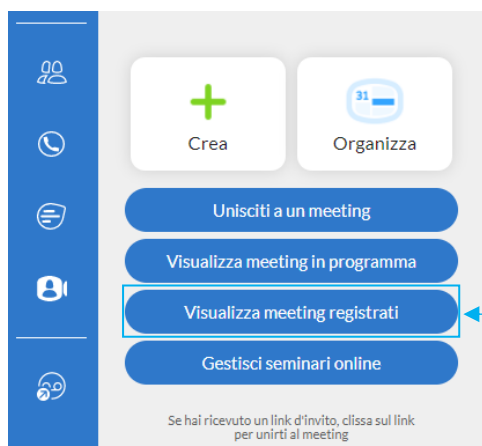 Crea
31
Organizza
Unisciti a un meeting
Visualizza meeting in programma
Visualizza meeting registrati
Gestisci seminari online
Se hai ricevuto un link d'invito, clissa sul link
per unirti al meeting